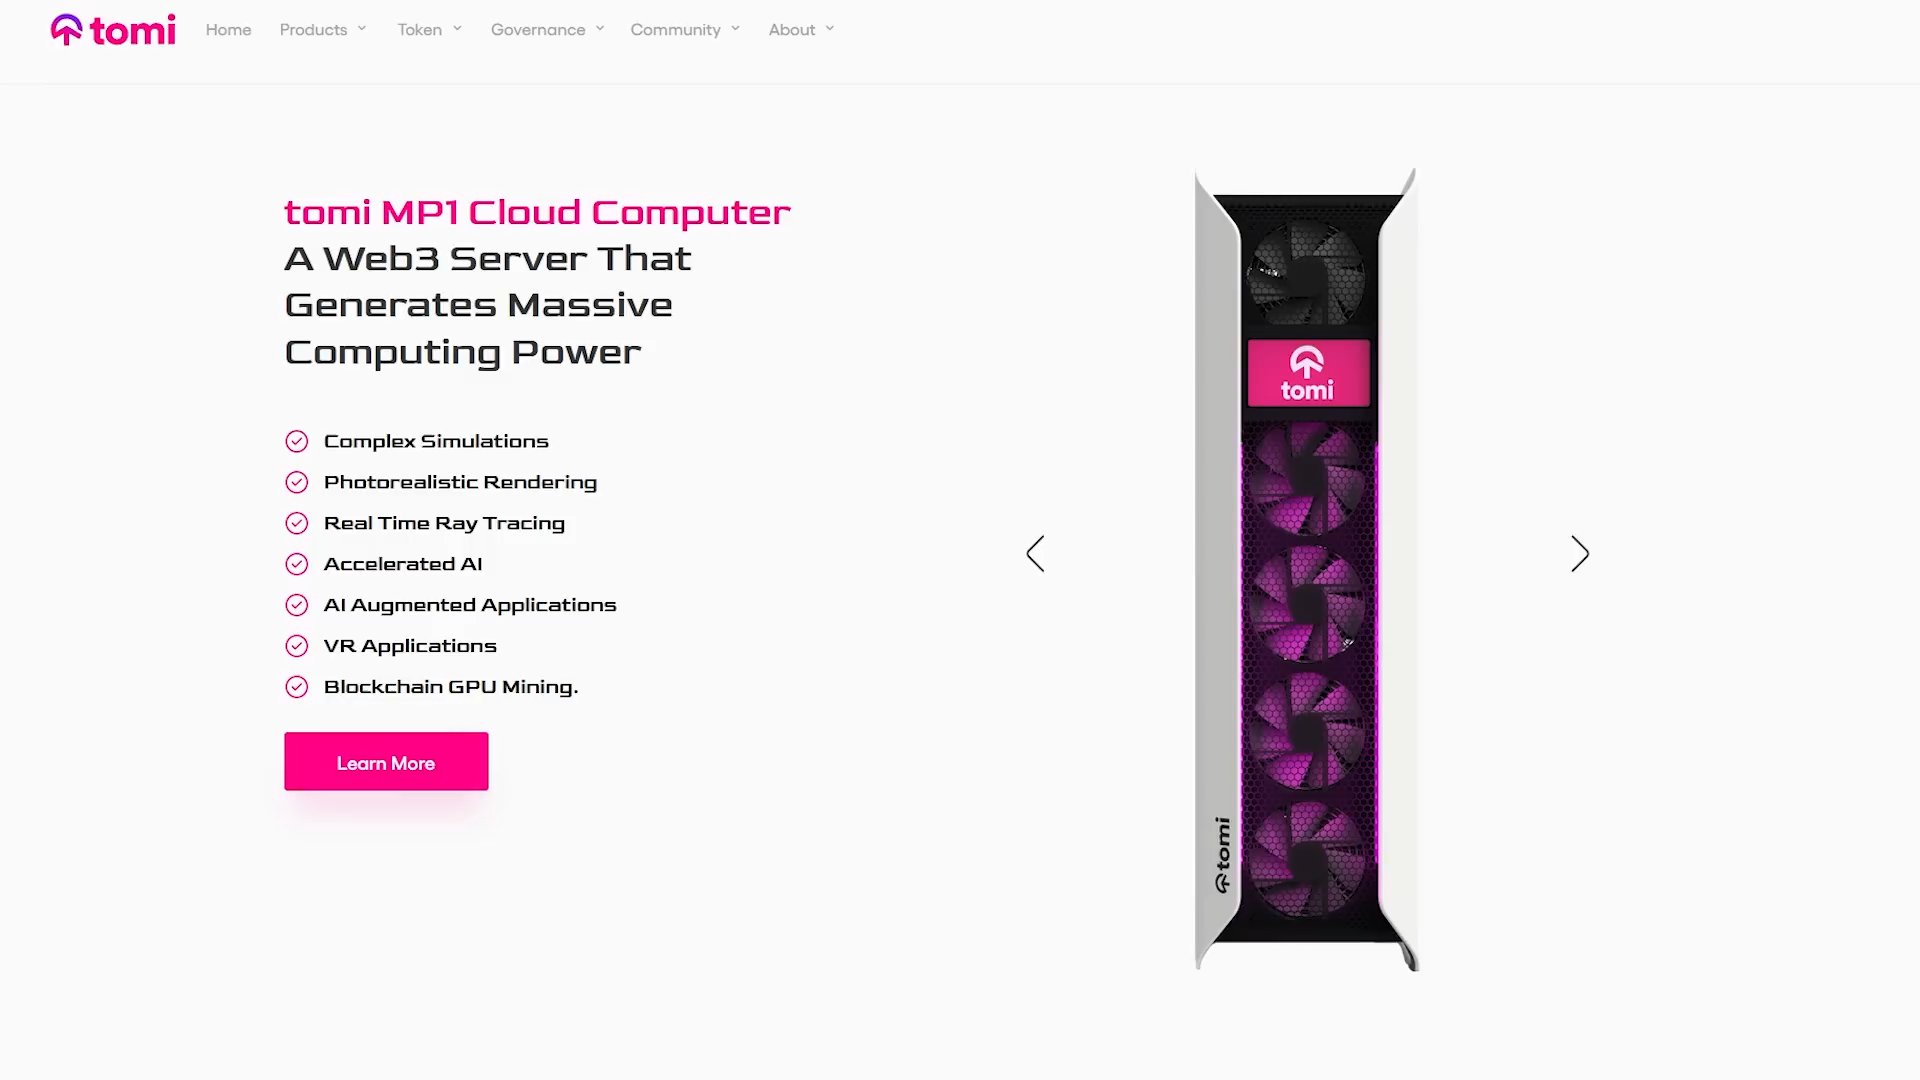 tomi
Home
Products
Token
Governance
Community
About
tomi MP1 Cloud Computer
A Web3 Server That
Generates Massive
Computing Power
Complex Simulations
Photorealistic Rendering
Real Time Ray Tracing
Accelerated AI
AI Augmented Applications
VR Applications
Blockchain GPU Mining.
Learn More
tomi
tomi